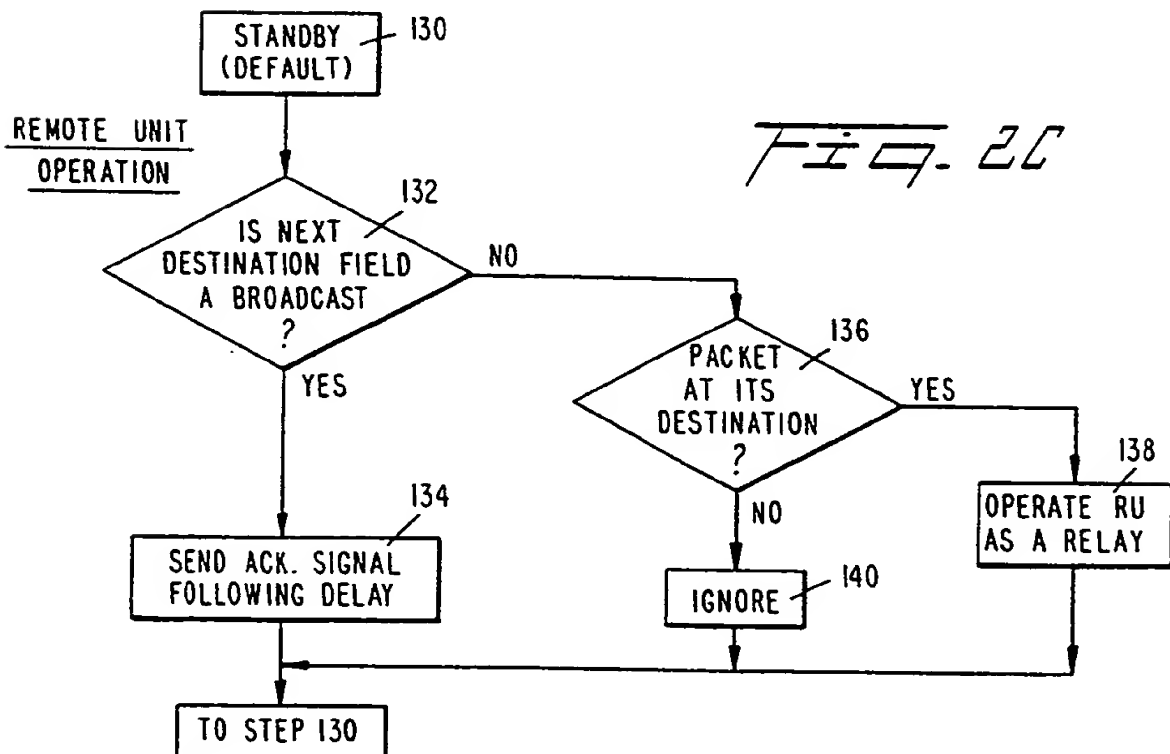 STANDBY
(DEFAULT)
130
REMOTE UNIT
OPERATION
Fig. 2C
IS NEXT
DESTINATION FIELD
A BROADCAST
?
132
NO
YES
PACKET
AT ITS
DESTINATION
?
136
YES
NO
138
OPERATE RU
AS A RELAY
134
SEND ACK. SIGNAL
FOLLOWING DELAY
IGNORE
140
TO STEP 130